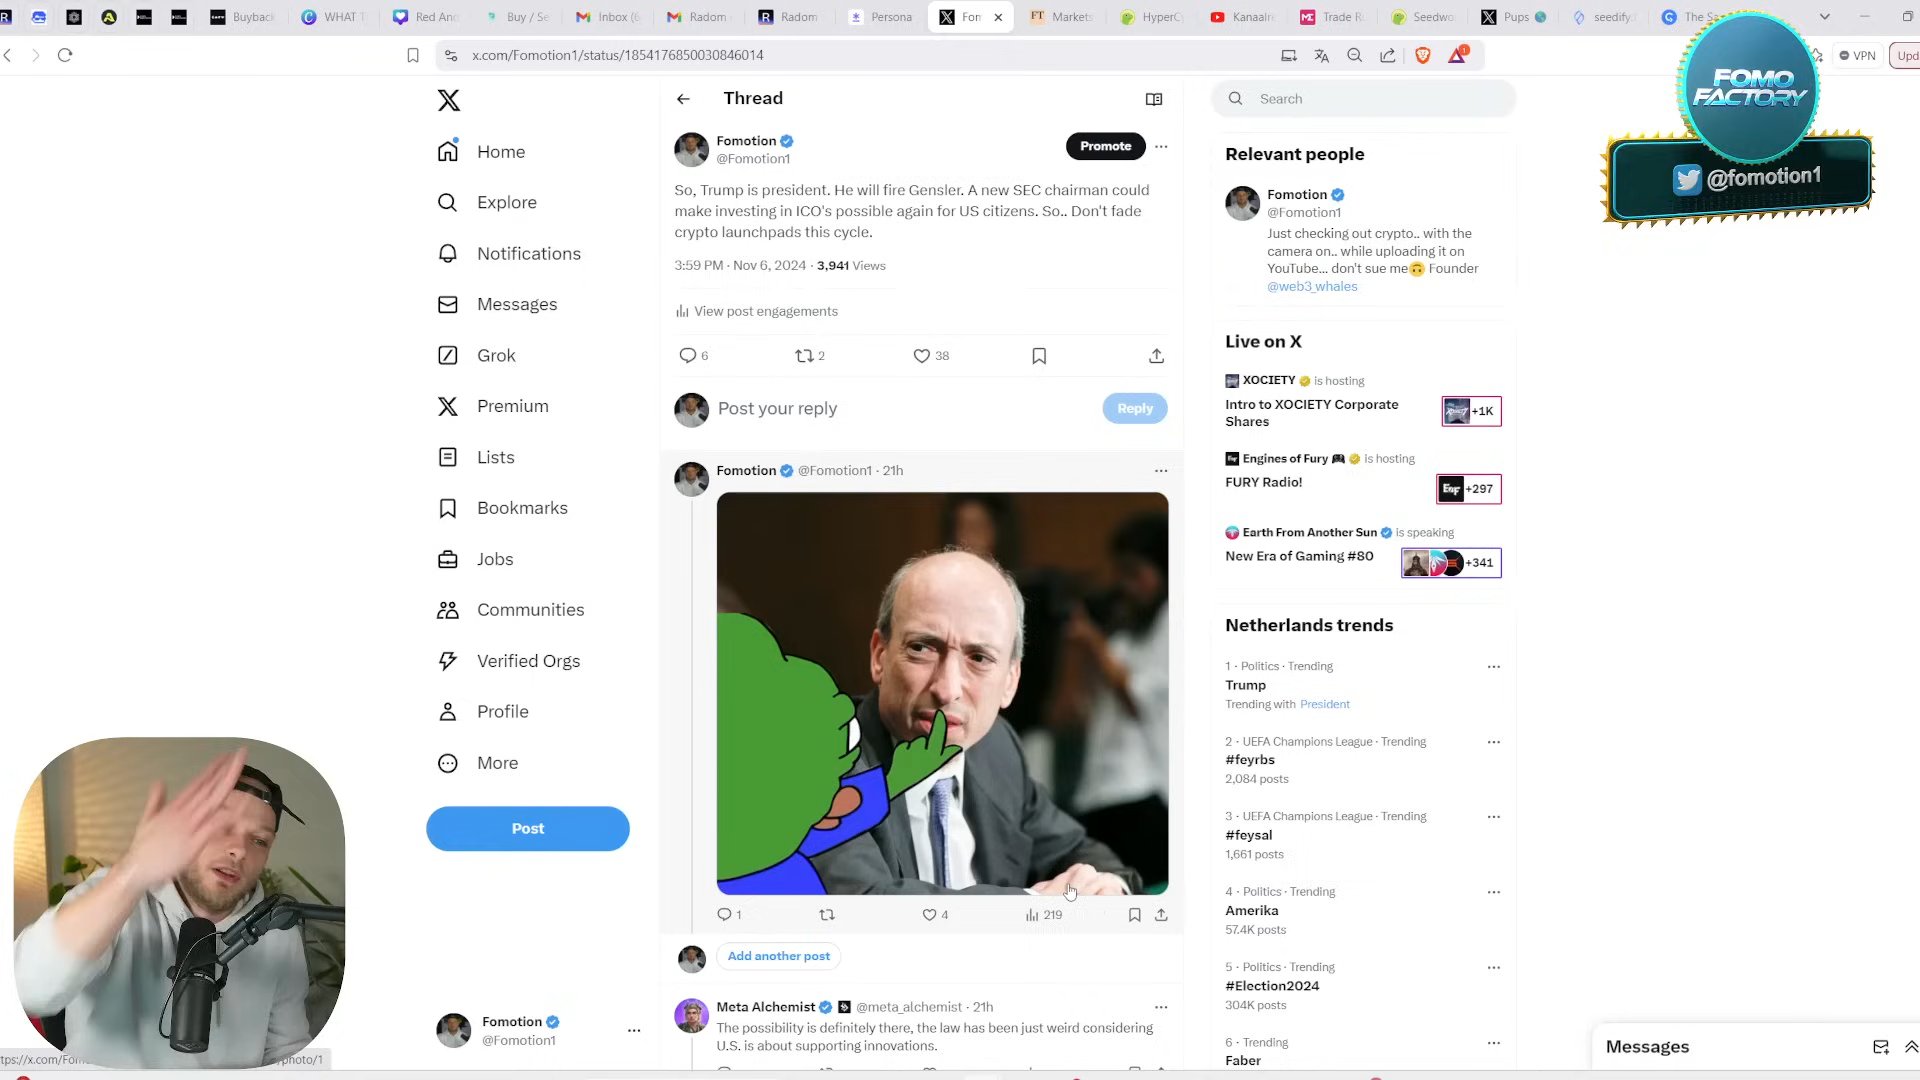 Buyback
WHAT
Red An
Buy / Se
Inbox (6
Radom
Radom
Persona
Fom
Markets
HyperCy
Kanaalre
Trade R
Seedwo
Pups
seedify.
The Sa
x.com/Fomotion1/status/1854176850030846014
VPN
Upd
FOMO
FACTORY
@fomotion1
Home
Explore
Notifications
Messages
Grok
Premium
Lists
Bookmarks
Jobs
Communities
Verified Orgs
Profile
More
Post
Fomotion
@Fomotion1
Thread
Fomotion
@Fomotion1
Promote
So, Trump is president. He will fire Gensler. A new SEC chairman could
make investing in ICO's possible again for US citizens. So.. Don't fade
crypto launchpads this cycle.
3:59 PM · Nov 6, 2024 · 3,941 Views
View post engagements
6
2
38
Post your reply
Reply
Fomotion @Fomotion1 · 21h
1
4
219
Add another post
Meta Alchemist @meta_alchemist · 21h
The possibility is definitely there, the law has been just weird considering
U.S. is about supporting innovations.
Search
Relevant people
Fomotion
@Fomotion1
Just checking out crypto.. with the
camera on.. while uploading it on
YouTube... don't sue me🙃 Founder
@web3_whales
Live on X
XOCIETY is hosting
Intro to XOCIETY Corporate
Shares
+1K
Engines of Fury 🎮 is hosting
FURY Radio!
+297
Earth From Another Sun is speaking
New Era of Gaming #80
+341
Netherlands trends
1 · Politics · Trending
Trump
Trending with President
2 · UEFA Champions League · Trending
#feyrbs
2,084 posts
3 · UEFA Champions League · Trending
#feysal
1,661 posts
4 · Politics · Trending
Amerika
57.4K posts
5 · Politics · Trending
#Election2024
304K posts
6 · Trending
Faber
Messages